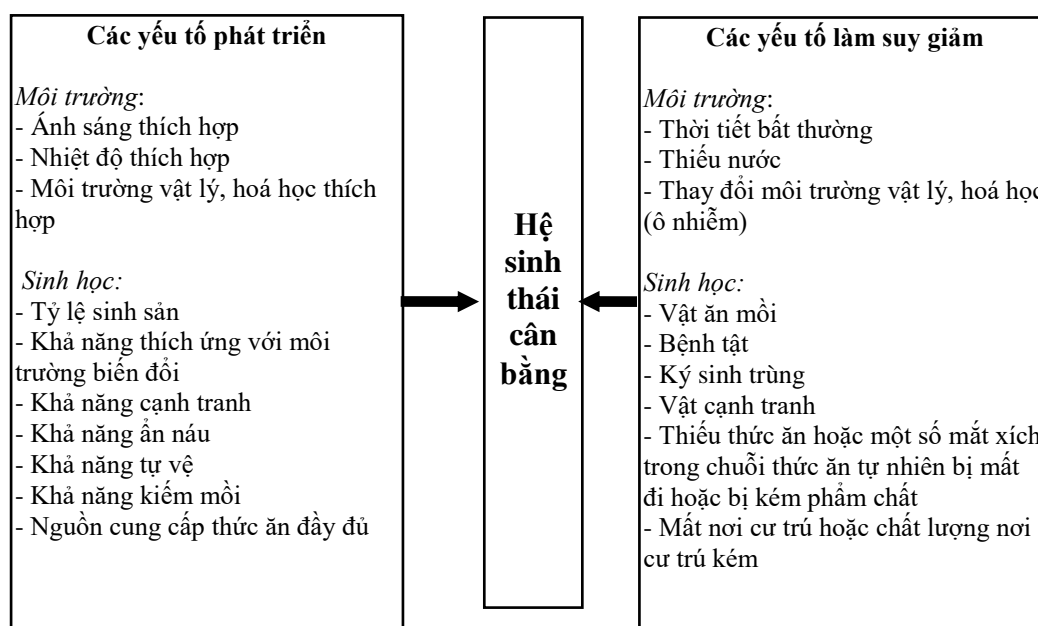 Các yếu tố phát triển
Môi trường:
- Ánh sáng thích hợp
- Nhiệt độ thích hợp
- Môi trường vật lý, hoá học thích
hợp
Sinh học:
- Tỷ lệ sinh sản
- Khả năng thích ứng với môi
trường biến đổi
- Khả năng cạnh tranh
- Khả năng ẩn náu
- Khả năng tự vệ
- Khả năng kiếm mồi
- Nguồn cung cấp thức ăn đầy đủ
Hệ
sinh
thái
cân
bằng
Các yếu tố làm suy giảm
Môi trường:
- Thời tiết bất thường
- Thiếu nước
- Thay đổi môi trường vật lý, hoá học
(ô nhiễm)
Sinh học:
- Vật ăn mồi
- Bệnh tật
- Ký sinh trùng
- Vật cạnh tranh
- Thiếu thức ăn hoặc một số mắt xích
trong chuỗi thức ăn tự nhiên bị mất
đi hoặc bị kém phẩm chất
- Mất nơi cư trú hoặc chất lượng nơi
cư trú kém